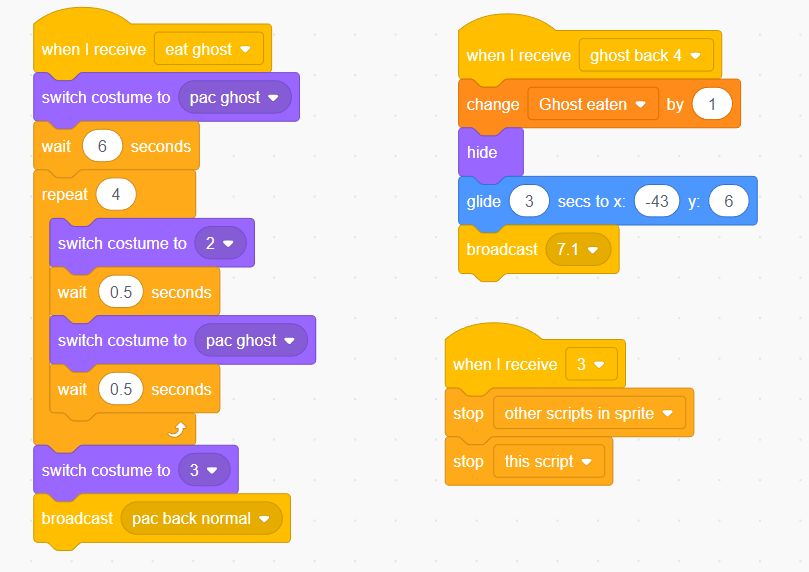 when I receive eat ghost
switch costume to pac ghost
wait 6 seconds
repeat 4
switch costume to 2
wait 0.5 seconds
switch costume to pac ghost
wait 0.5 seconds
switch costume to 3
broadcast pac back normal
when I receive ghost back 4
change Ghost eaten by 1
hide
glide 3 secs to x: -43 y: 6
broadcast 7.1
when I receive 3
stop other scripts in sprite
stop this script